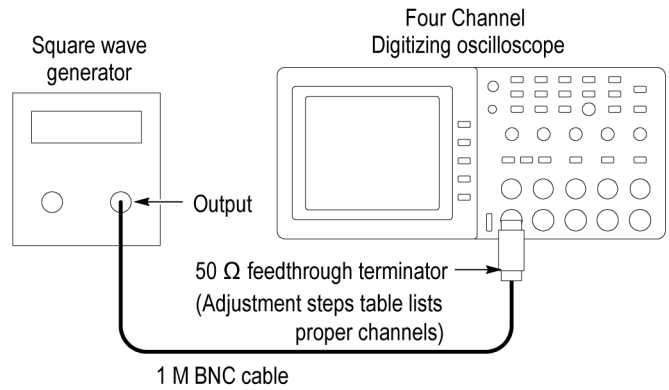 Four Channel
Digitizing oscilloscope
Square wave
generator
Output
50 Ω feedthrough terminator
(Adjustment steps table lists
proper channels)
1 M BNC cable